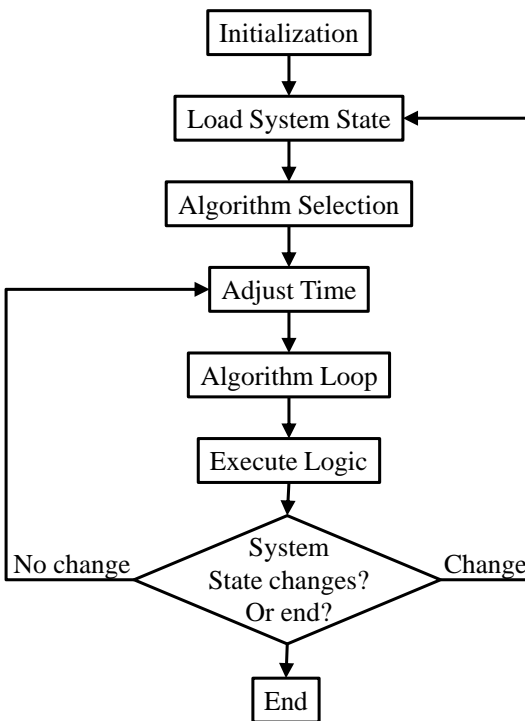 Initialization
Load System State
Algorithm Selection
Adjust Time
Algorithm Loop
Execute Logic
System
State changes?
Or end?
No change
Change
End